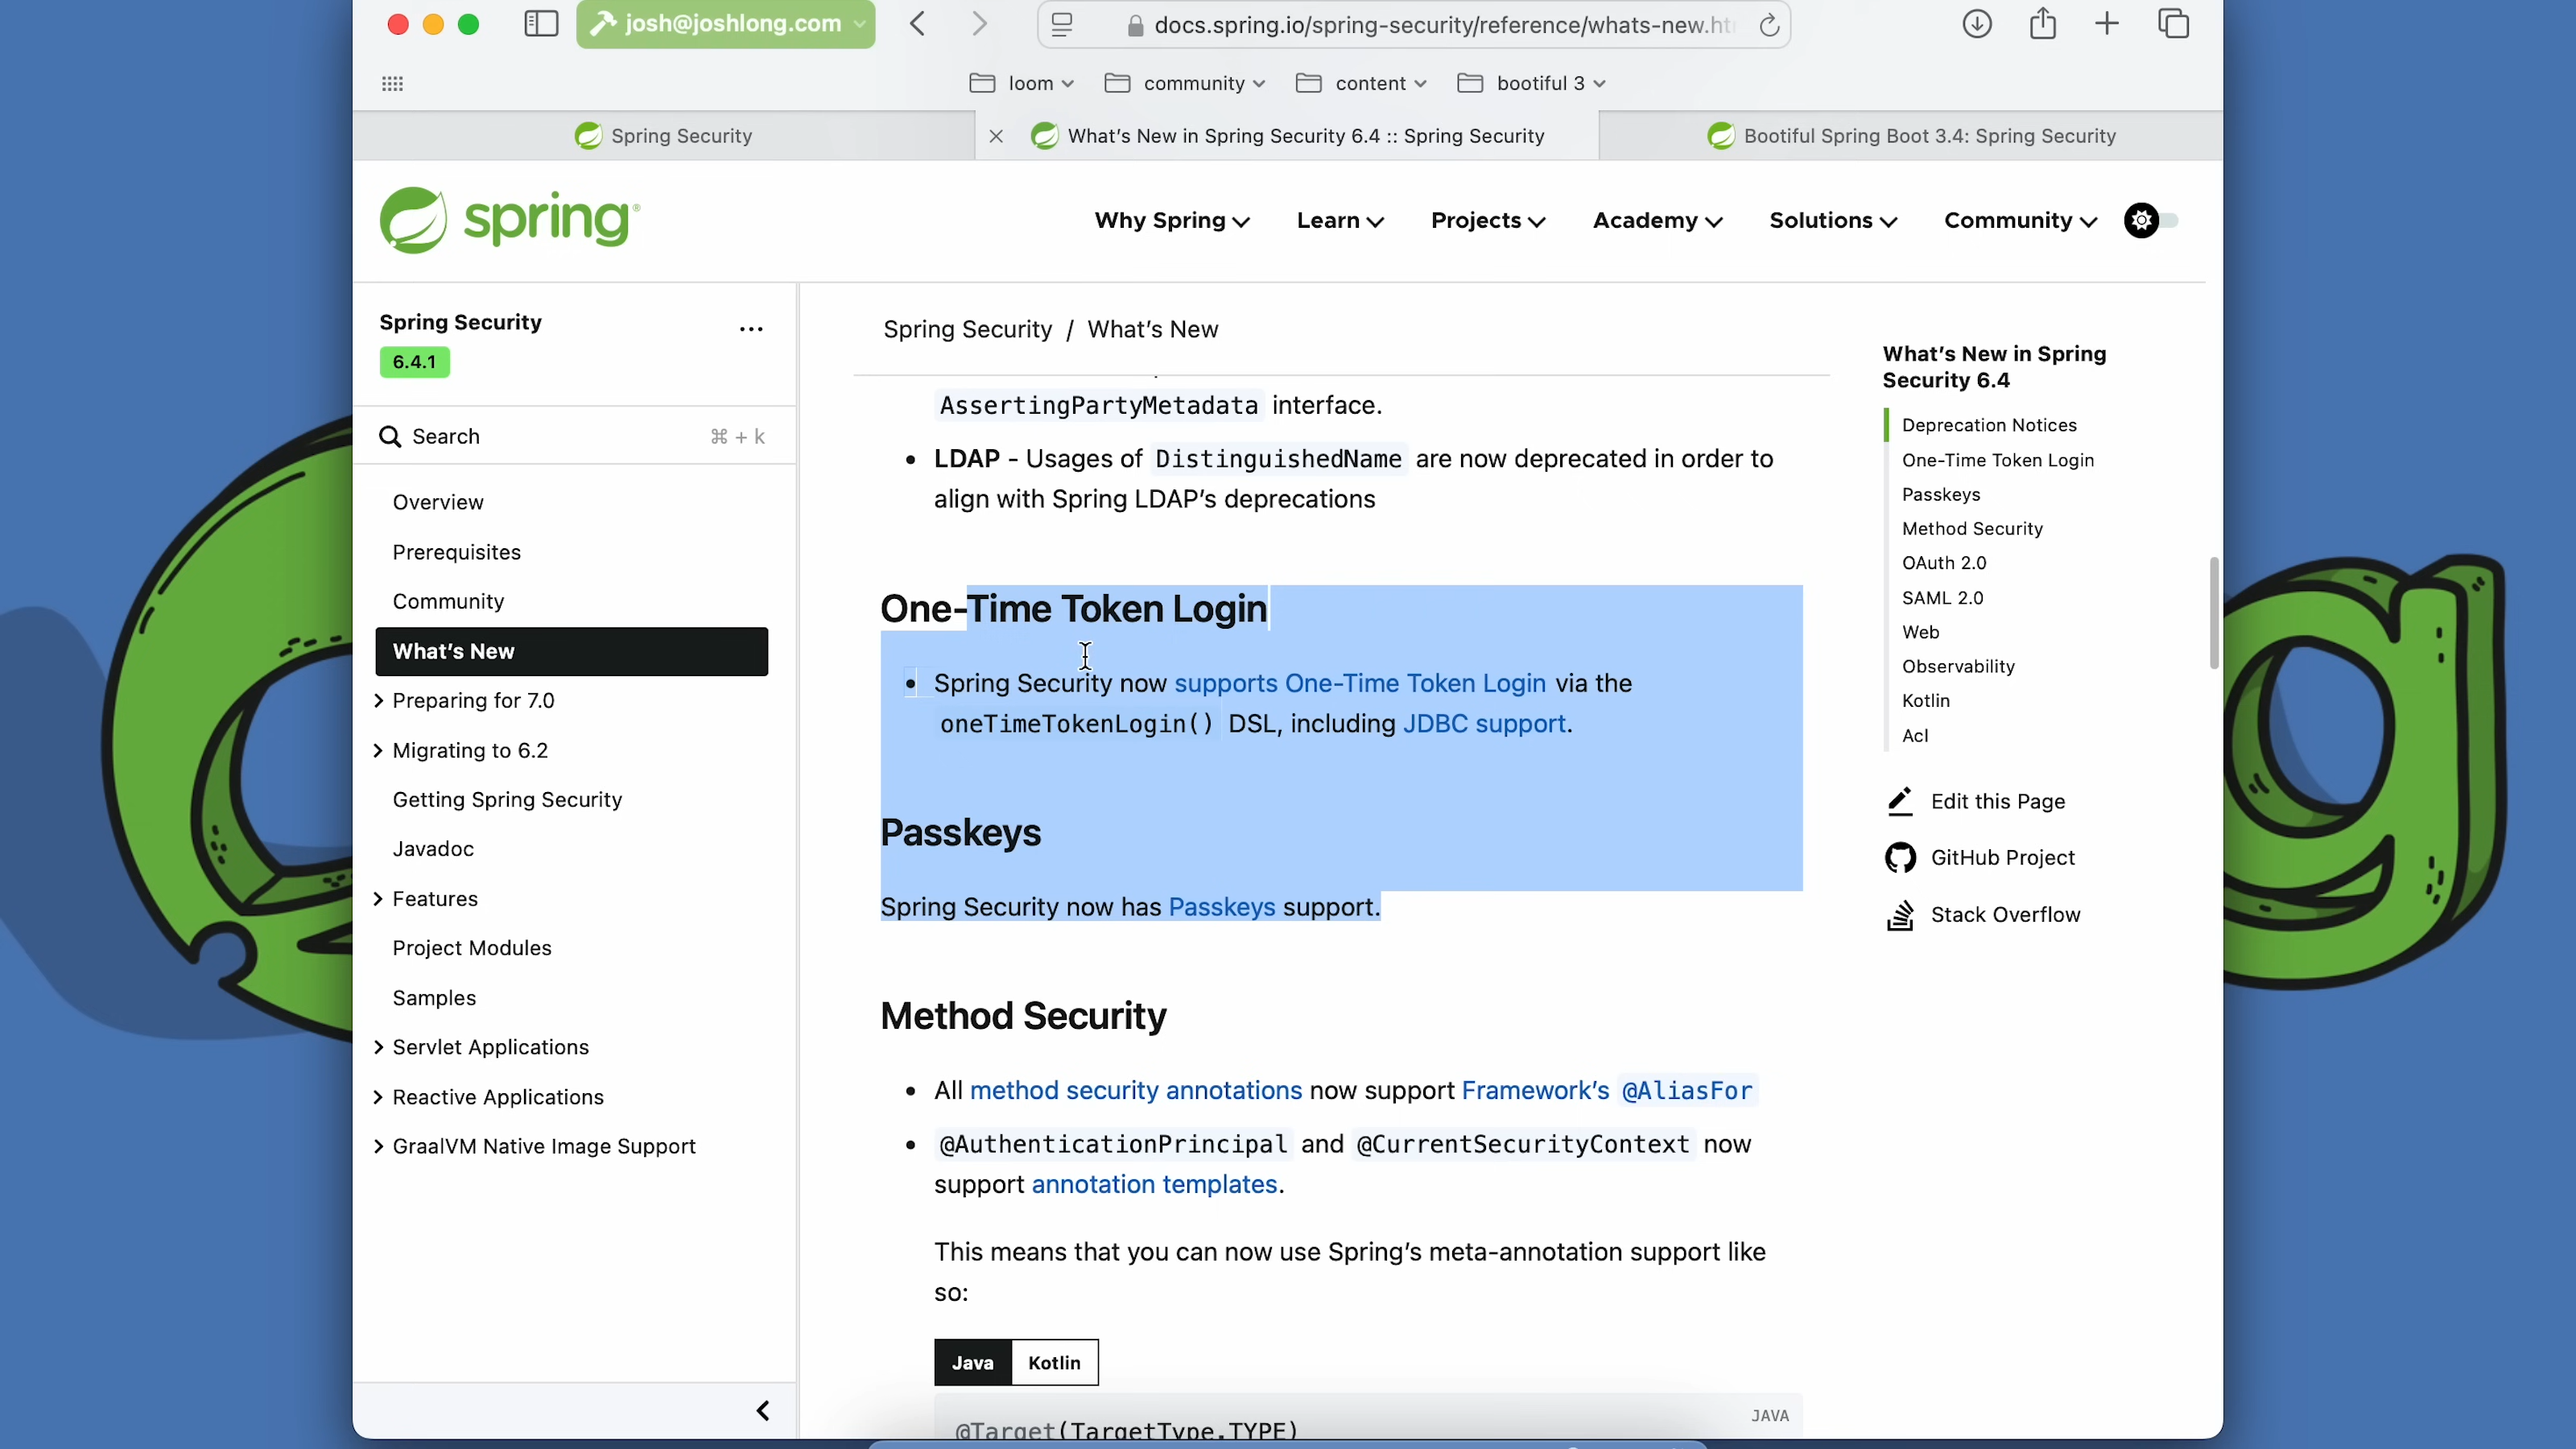 josh@joshlong.com
docs.spring.io/spring-security/reference/whats-new.ht
loom
community
content
bootiful 3
Spring Security
What's New in Spring Security 6.4 :: Spring Security
Bootiful Spring Boot 3.4: Spring Security
spring
Why Spring
Learn
Projects
Academy
Solutions
Community
Spring Security
6.4.1
Search
⌘ + k
Overview
Prerequisites
Community
What's New
Preparing for 7.0
Migrating to 6.2
Getting Spring Security
Javadoc
Features
Project Modules
Samples
Servlet Applications
Reactive Applications
GraalVM Native Image Support
Spring Security / What's New
AssertingPartyMetadata interface.
• LDAP - Usages of DistinguishedName are now deprecated in order to
align with Spring LDAP's deprecations
One-Time Token Login
• Spring Security now supports One-Time Token Login via the
oneTimeTokenLogin() DSL, including JDBC support.
Passkeys
Spring Security now has Passkeys support.
Method Security
• All method security annotations now support Framework's @AliasFor
• @AuthenticationPrincipal and @CurrentSecurityContext now
support annotation templates.
This means that you can now use Spring's meta-annotation support like
so:
Java
Kotlin
JAVA
@Target(TargetType.TYPE)
What's New in Spring
Security 6.4
Deprecation Notices
One-Time Token Login
Passkeys
Method Security
OAuth 2.0
SAML 2.0
Web
Observability
Kotlin
Acl
Edit this Page
GitHub Project
Stack Overflow